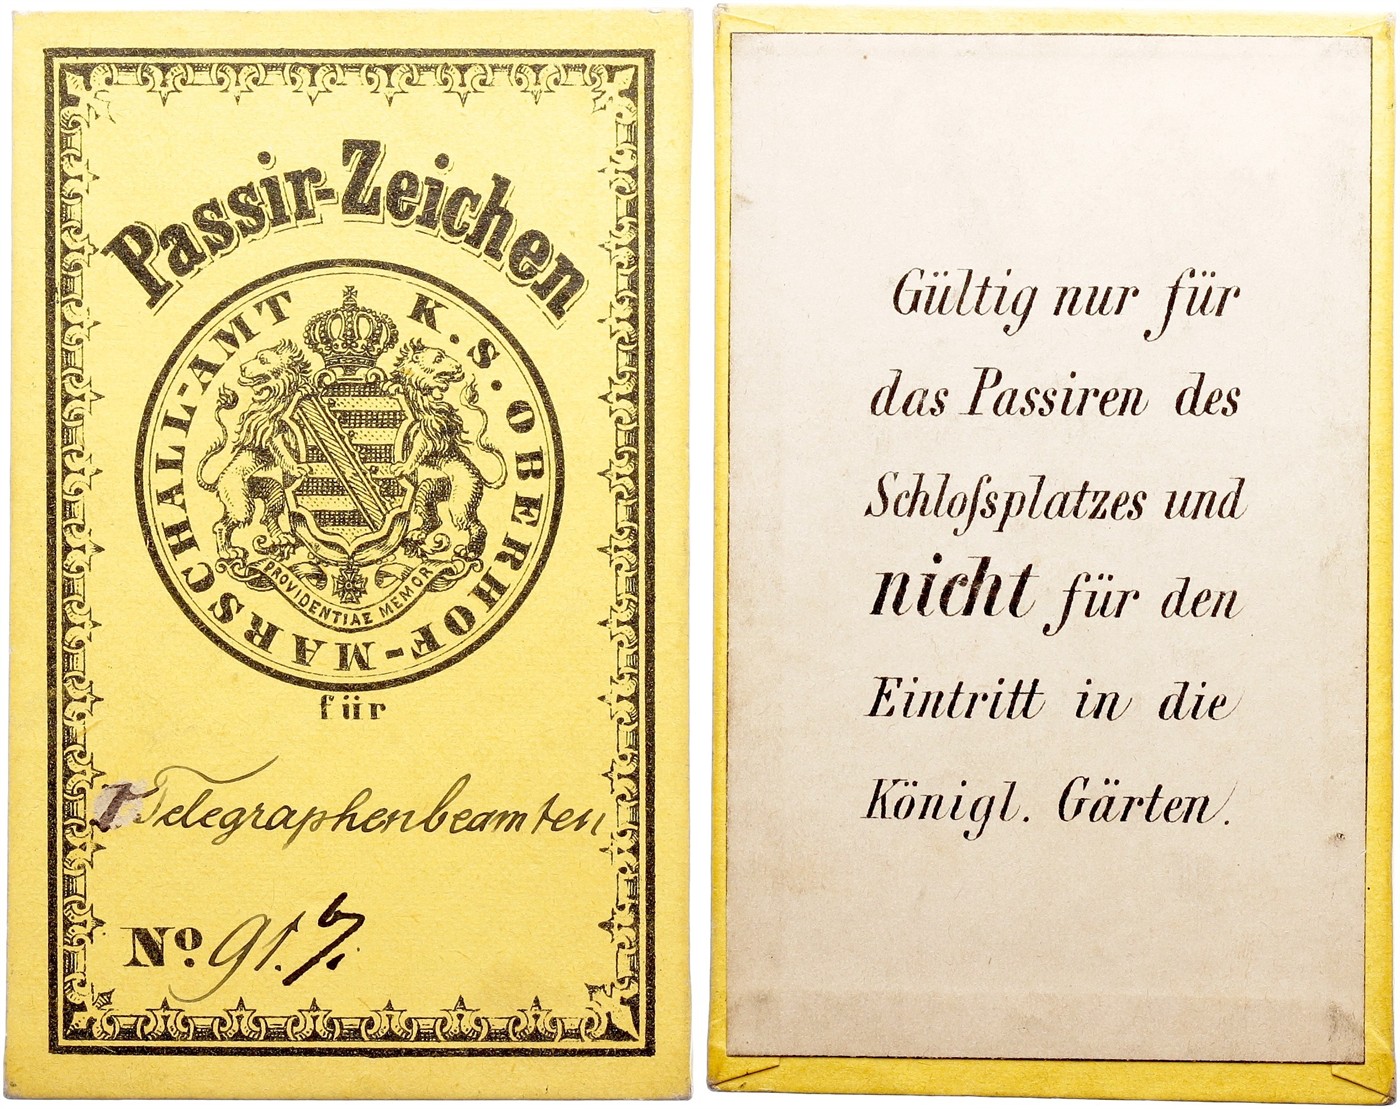 Passir-Zeichen
K. S. OBERHOF-MARSCHALL-AMT
PROVIDENTIAE MEMOR
für
Telegraphenbeamten
No. 91.
Gültig nur für
das Passiren des
Schloſsplatzes und
nicht für den
Eintritt in die
Königl. Gärten.